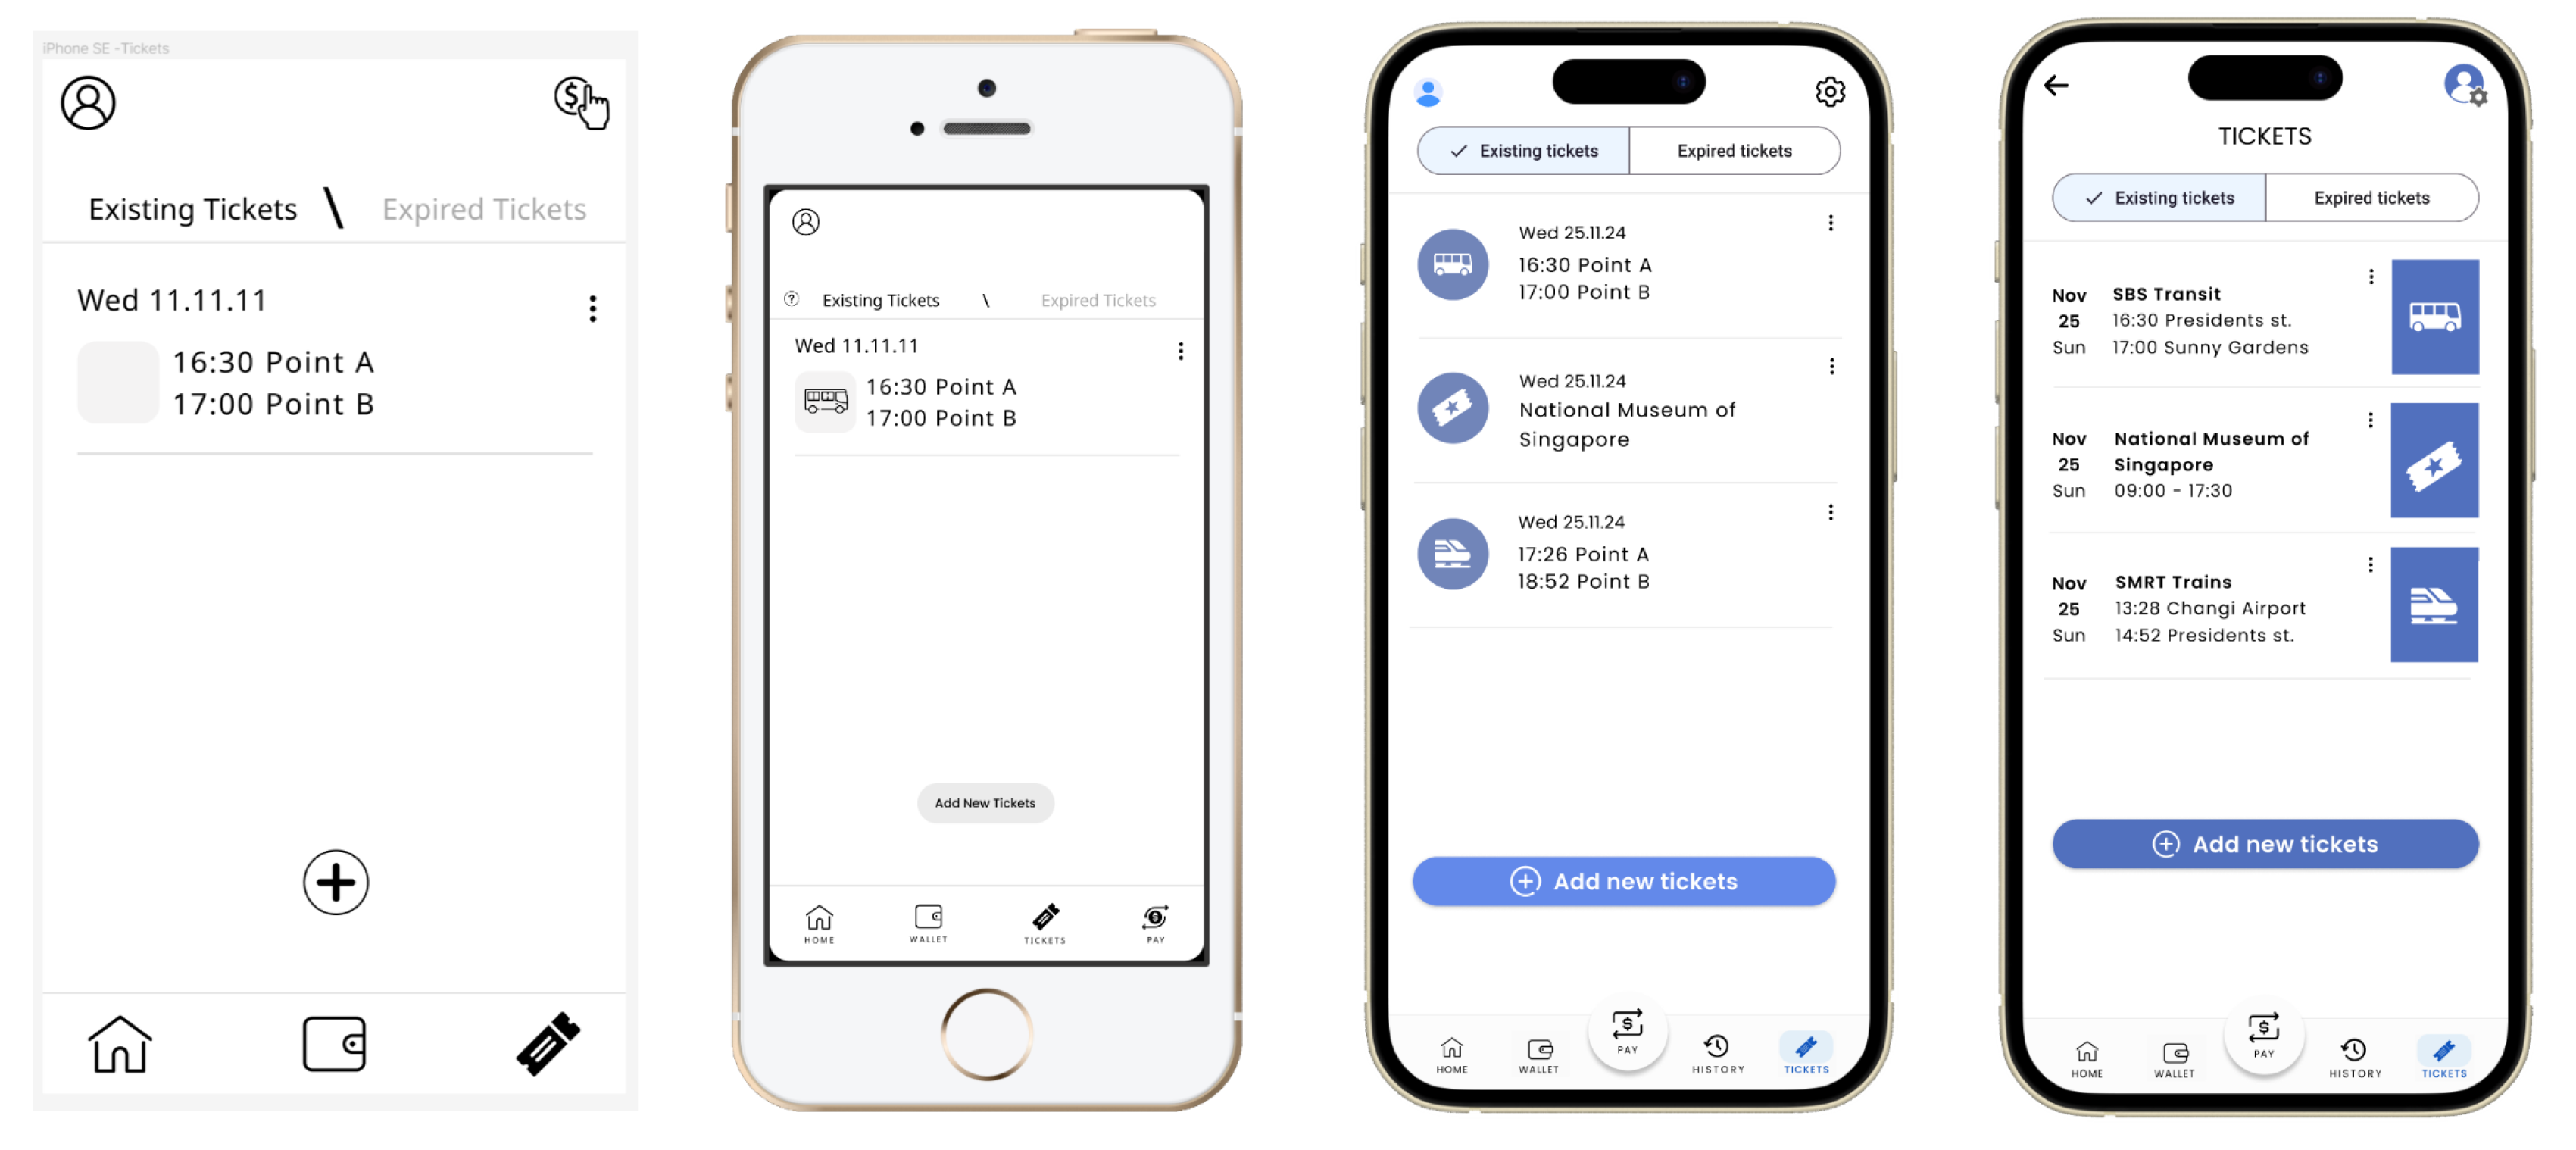 iPhone SE -Tickets
Existing Tickets \ Expired Tickets
Wed 11.11.11
16:30 Point A
17:00 Point B
? Existing Tickets \ Expired Tickets
Wed 11.11.11
16:30 Point A
17:00 Point B
Add New Tickets
HOME WALLET TICKETS PAY
Existing tickets Expired tickets
Wed 25.11.24
16:30 Point A
17:00 Point B
Wed 25.11.24
National Museum of
Singapore
Wed 25.11.24
17:26 Point A
18:52 Point B
Add new tickets
HOME WALLET PAY HISTORY TICKETS
TICKETS
Existing tickets Expired tickets
Nov SBS Transit
25 16:30 Presidents st.
Sun 17:00 Sunny Gardens
Nov National Museum of
25 Singapore
Sun 09:00 - 17:30
Nov SMRT Trains
25 13:28 Changi Airport
Sun 14:52 Presidents st.
Add new tickets
HOME WALLET PAY HISTORY TICKETS